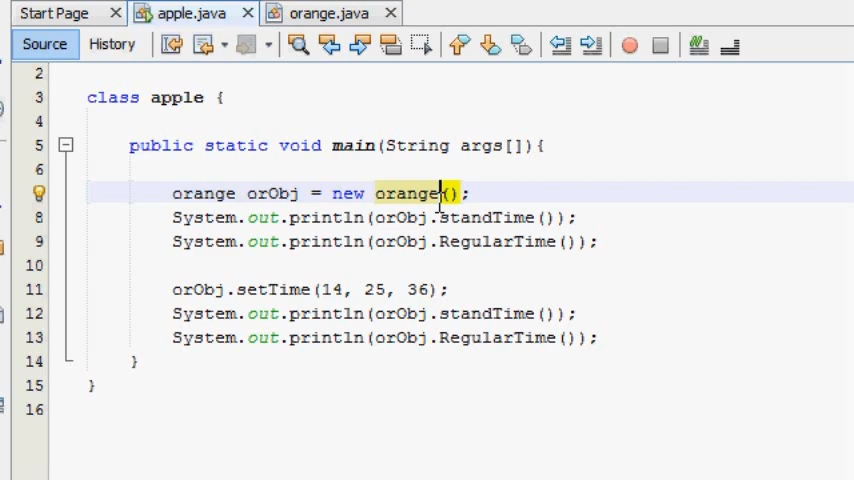 Start Page apple.java orange.java
Source History
2
3 class apple {
4
5 public static void main(String args[]){
6
orange orObj = new orange();
8 System.out.println(orObj.standTime());
9 System.out.println(orObj.RegularTime());
10
11 orObj.setTime(14, 25, 36);
12 System.out.println(orObj.standTime());
13 System.out.println(orObj.RegularTime());
14 }
15 }
16